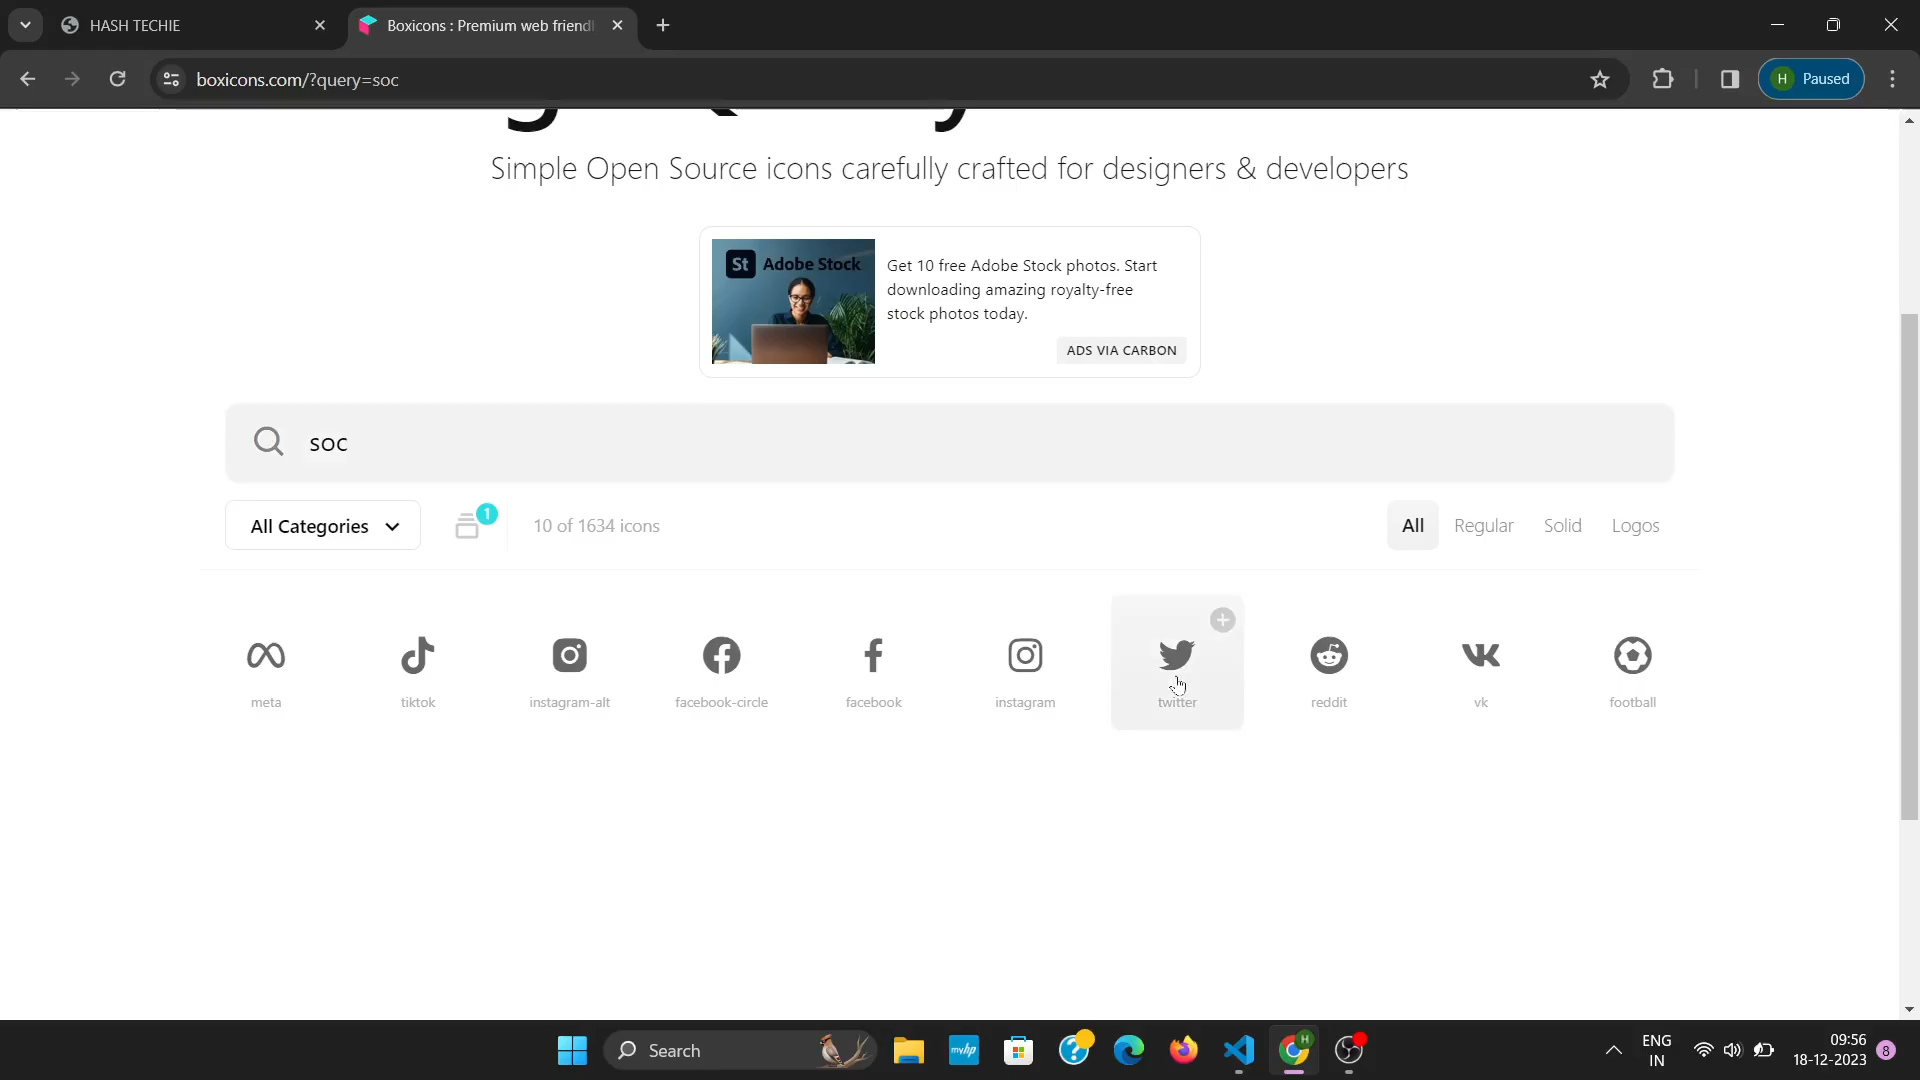 HASH TECHIE
Boxicons : Premium web friendl
boxicons.com/?query=soc
H Paused
Simple Open Source icons carefully crafted for designers & developers
St Adobe Stock
Get 10 free Adobe Stock photos. Start
downloading amazing royalty-free
stock photos today.
ADS VIA CARBON
soc
All Categories 1 10 of 1634 icons All Regular Solid Logos
meta tiktok instagram-alt facebook-circle facebook instagram twitter reddit vk football
Search
myhp
H
ENG
IN
09:56
18-12-2023
8